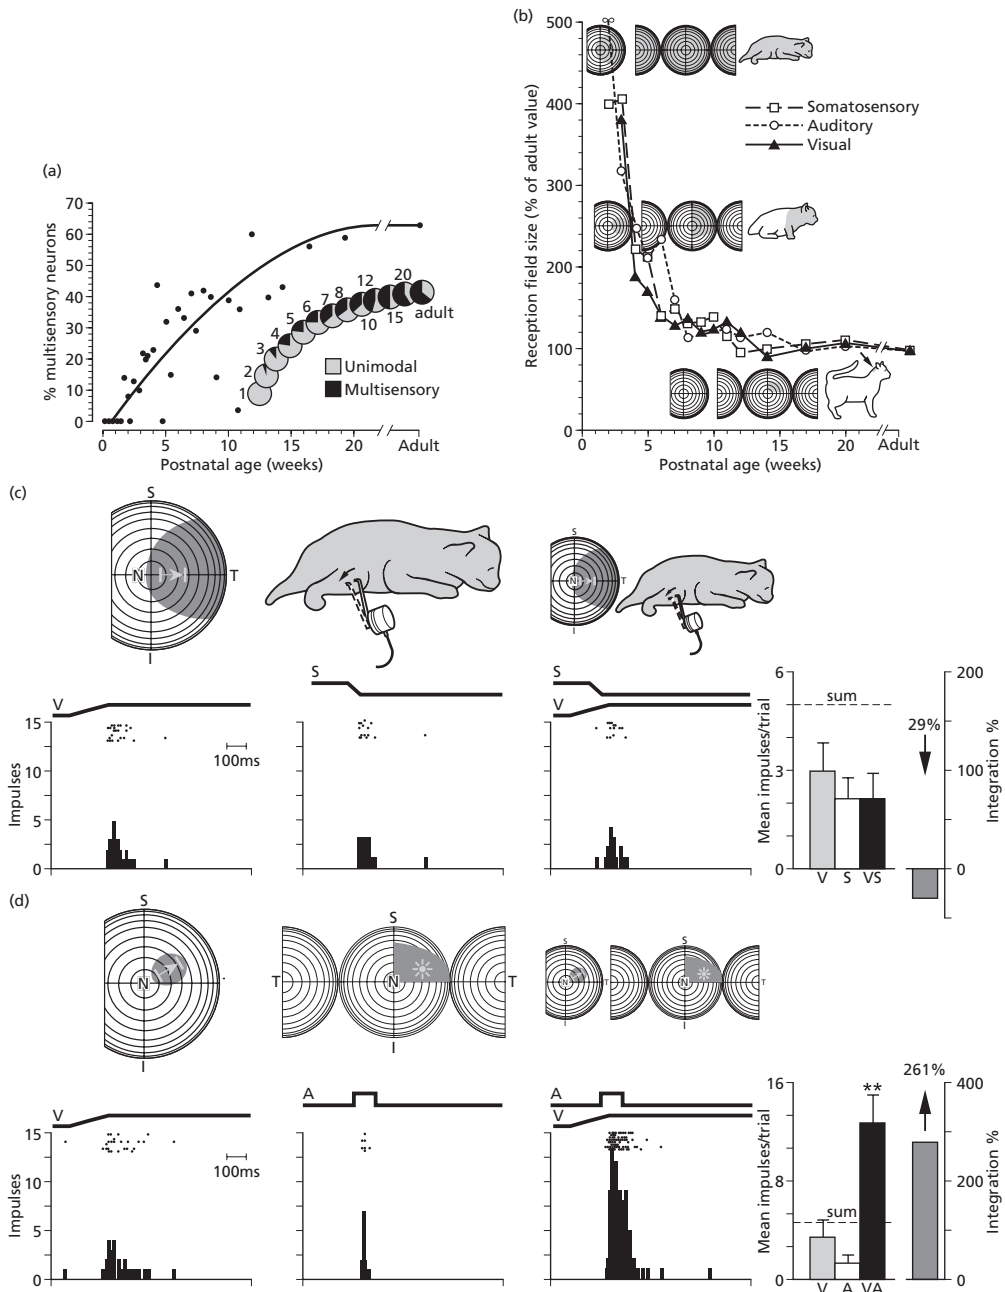 (a)
% multisensory neurons
70
60
50
40
30
20
10
0
0 5 10 15 20 Adult
Postnatal age (weeks)
1 2 3 4 5 6 7 8 10 12 15 20 adult
Unimodal
Multisensory
(b)
Reception field size (% of adult value)
500
400
300
200
100
0
Somatosensory
Auditory
Visual
0 5 10 15 20 Adult
Postnatal age (weeks)
(c)
S
N T
I
S
N T
I
V
S
S
V
Impulses
15
10
5
0
100ms
Mean impulses/trial
6
3
0
sum
V S VS
29%
200
100
0
Integration %
(d)
S
N
I
S
T N T
I
S
N T
I
S
N T
I
V
A
A
V
Impulses
15
10
5
0
100ms
Mean impulses/trial
16
8
0
sum
**
V A VA
261%
400
200
0
Integration %